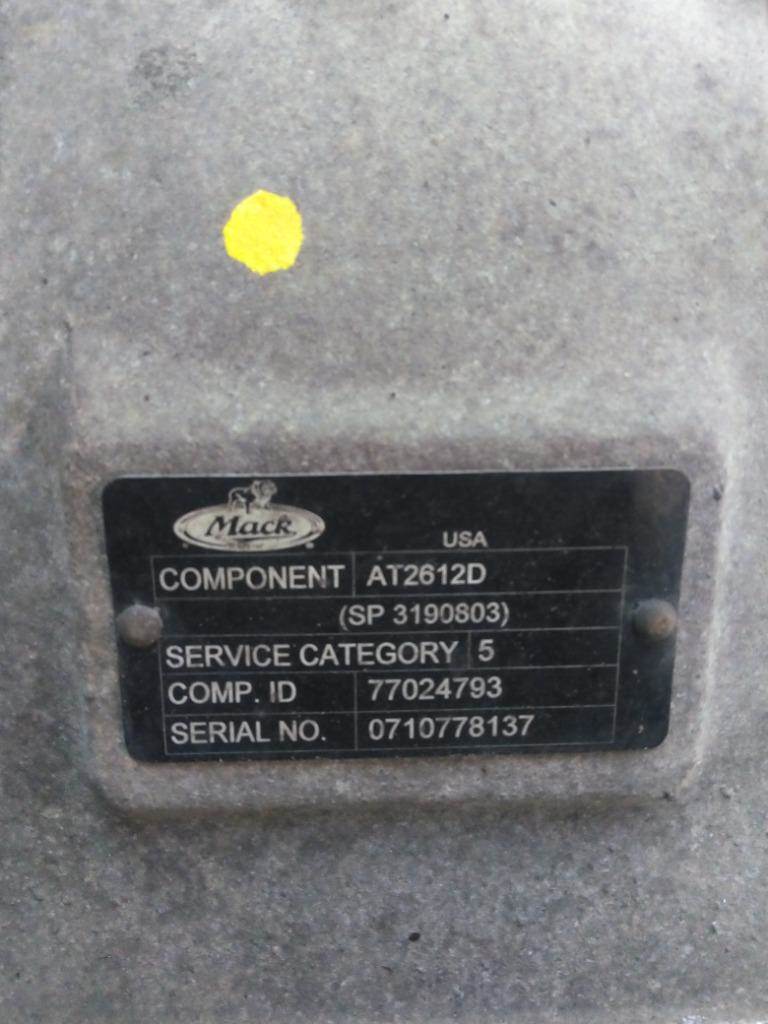 Mack
USA
COMPONENT AT2612D
(SP 3190803)
SERVICE CATEGORY 5
COMP. ID 77024793
SERIAL NO. 0710778137